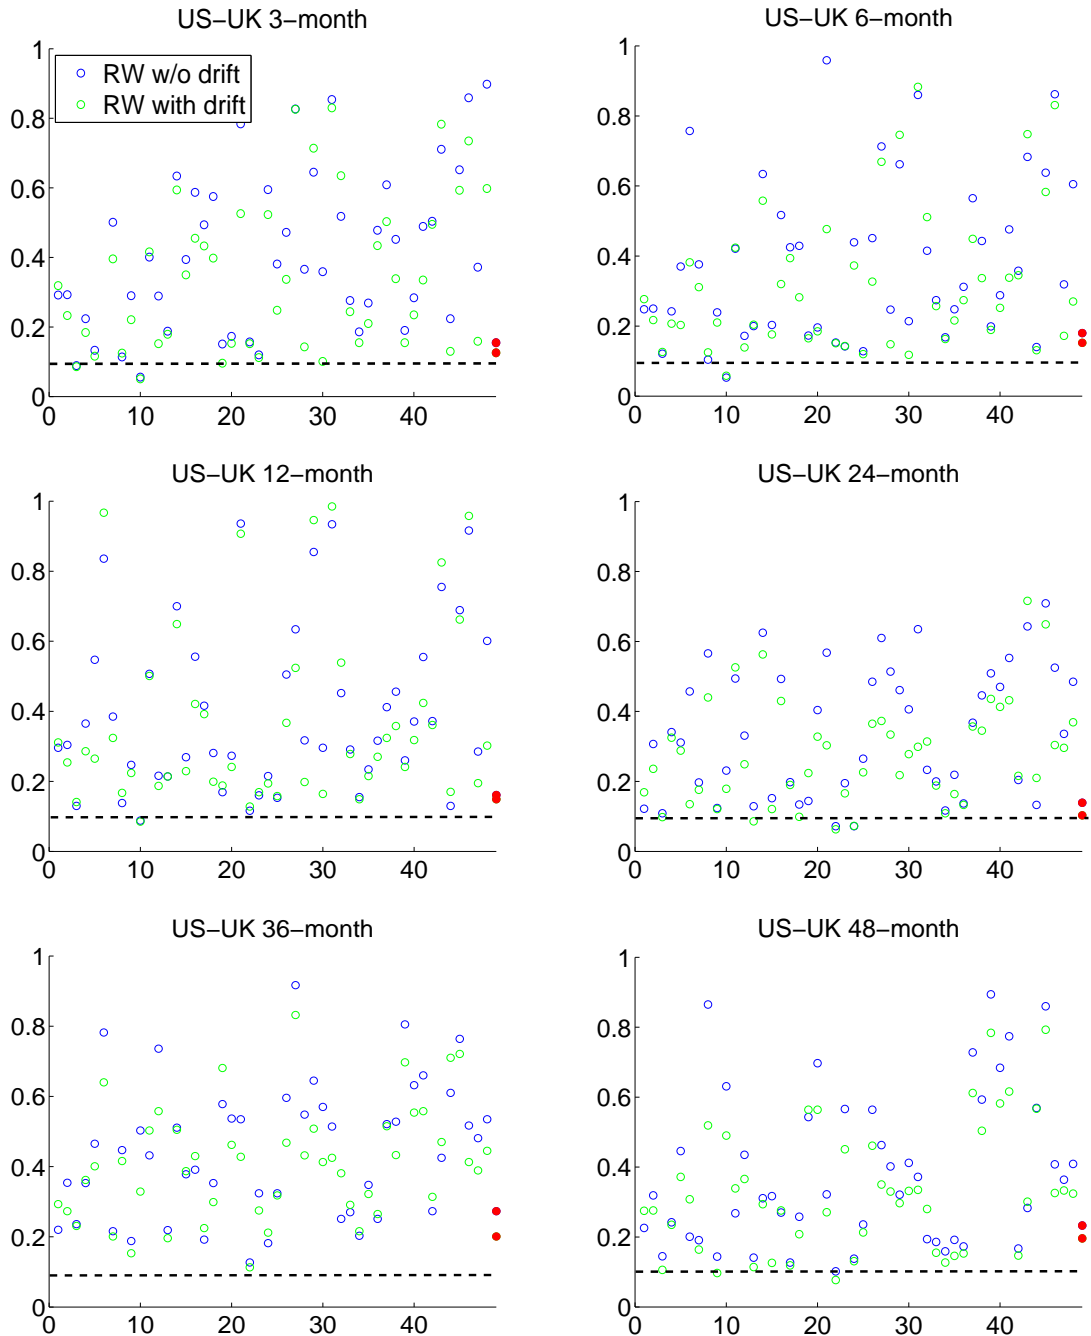 US−UK 3−month
1
0.8
0.6
0.4
0.2
0
0 10 20 30 40
RW w/o drift
RW with drift
US−UK 6−month
1
0.8
0.6
0.4
0.2
0
0 10 20 30 40
US−UK 12−month
1
0.8
0.6
0.4
0.2
0
0 10 20 30 40
US−UK 24−month
1
0.8
0.6
0.4
0.2
0
0 10 20 30 40
US−UK 36−month
1
0.8
0.6
0.4
0.2
0
0 10 20 30 40
US−UK 48−month
1
0.8
0.6
0.4
0.2
0
0 10 20 30 40